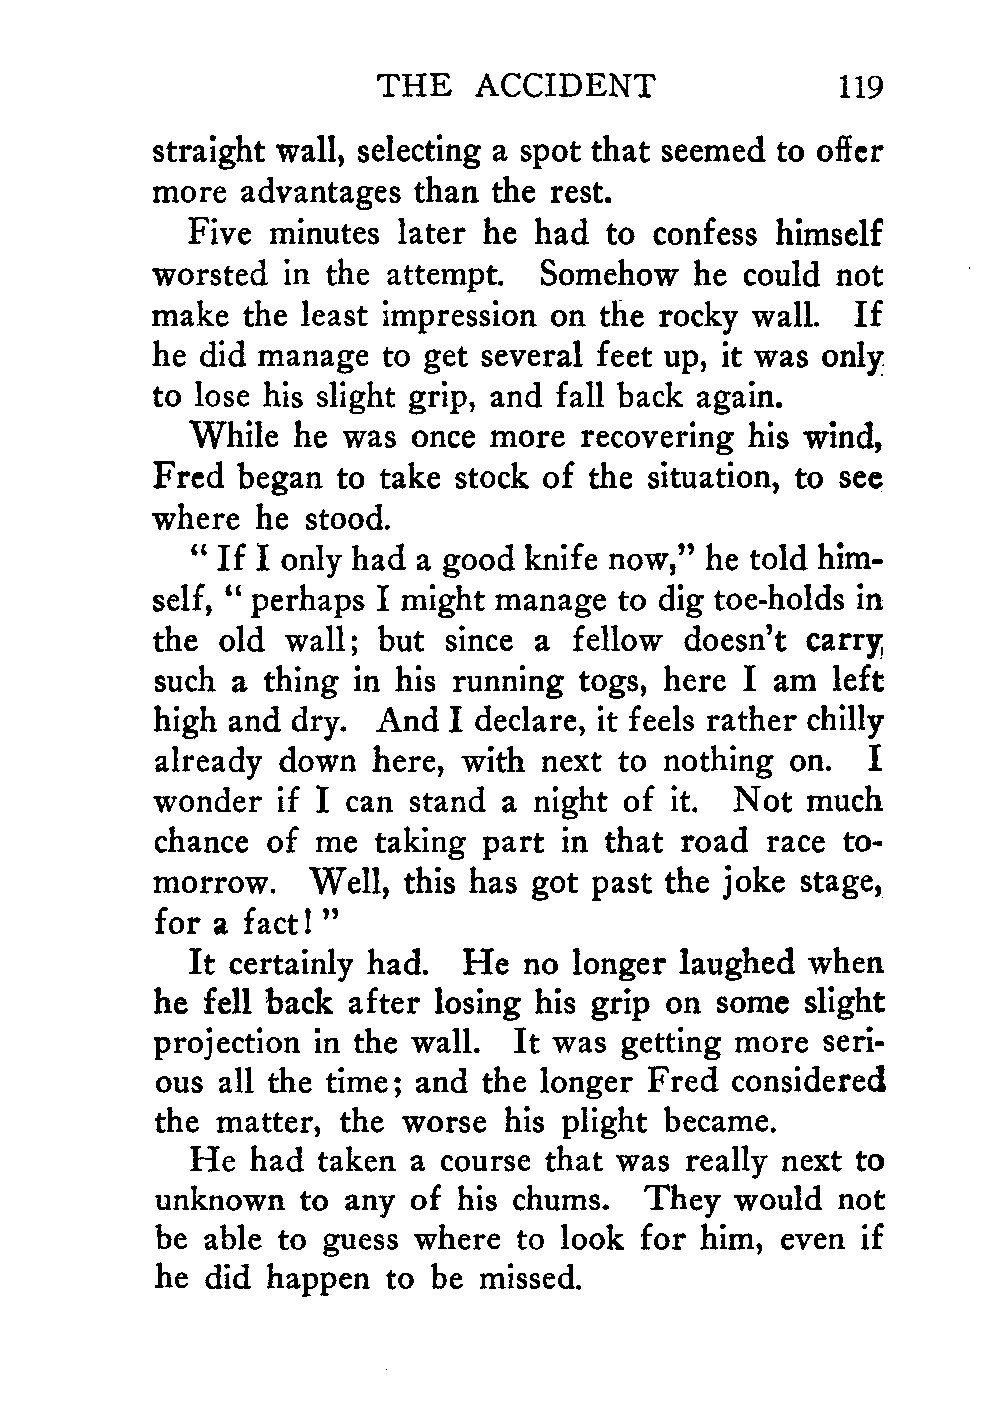 THE ACCIDENT 119
straight wall, selecting a spot that seemed to offer
more advantages than the rest.
Five minutes later he had to confess himself
worsted in the attempt. Somehow he could not
make the least impression on the rocky wall. If
he did manage to get several feet up, it was only
to lose his slight grip, and fall back again.
While he was once more recovering his wind,
Fred began to take stock of the situation, to see
where he stood.
“ If I only had a good knife now,” he told him-
self, “ perhaps I might manage to dig toe-holds in
the old wall; but since a fellow doesn’t carry,
such a thing in his running togs, here I am left
high and dry. And I declare, it feels rather chilly
already down here, with next to nothing on. I
wonder if I can stand a night of it. Not much
chance of me taking part in that road race to-
morrow. Well, this has got past the joke stage,
for a fact! ”
It certainly had. He no longer laughed when
he fell back after losing his grip on some slight
projection in the wall. It was getting more seri-
ous all the time; and the longer Fred considered
the matter, the worse his plight became.
He had taken a course that was really next to
unknown to any of his chums. They would not
be able to guess where to look for him, even if
he did happen to be missed.